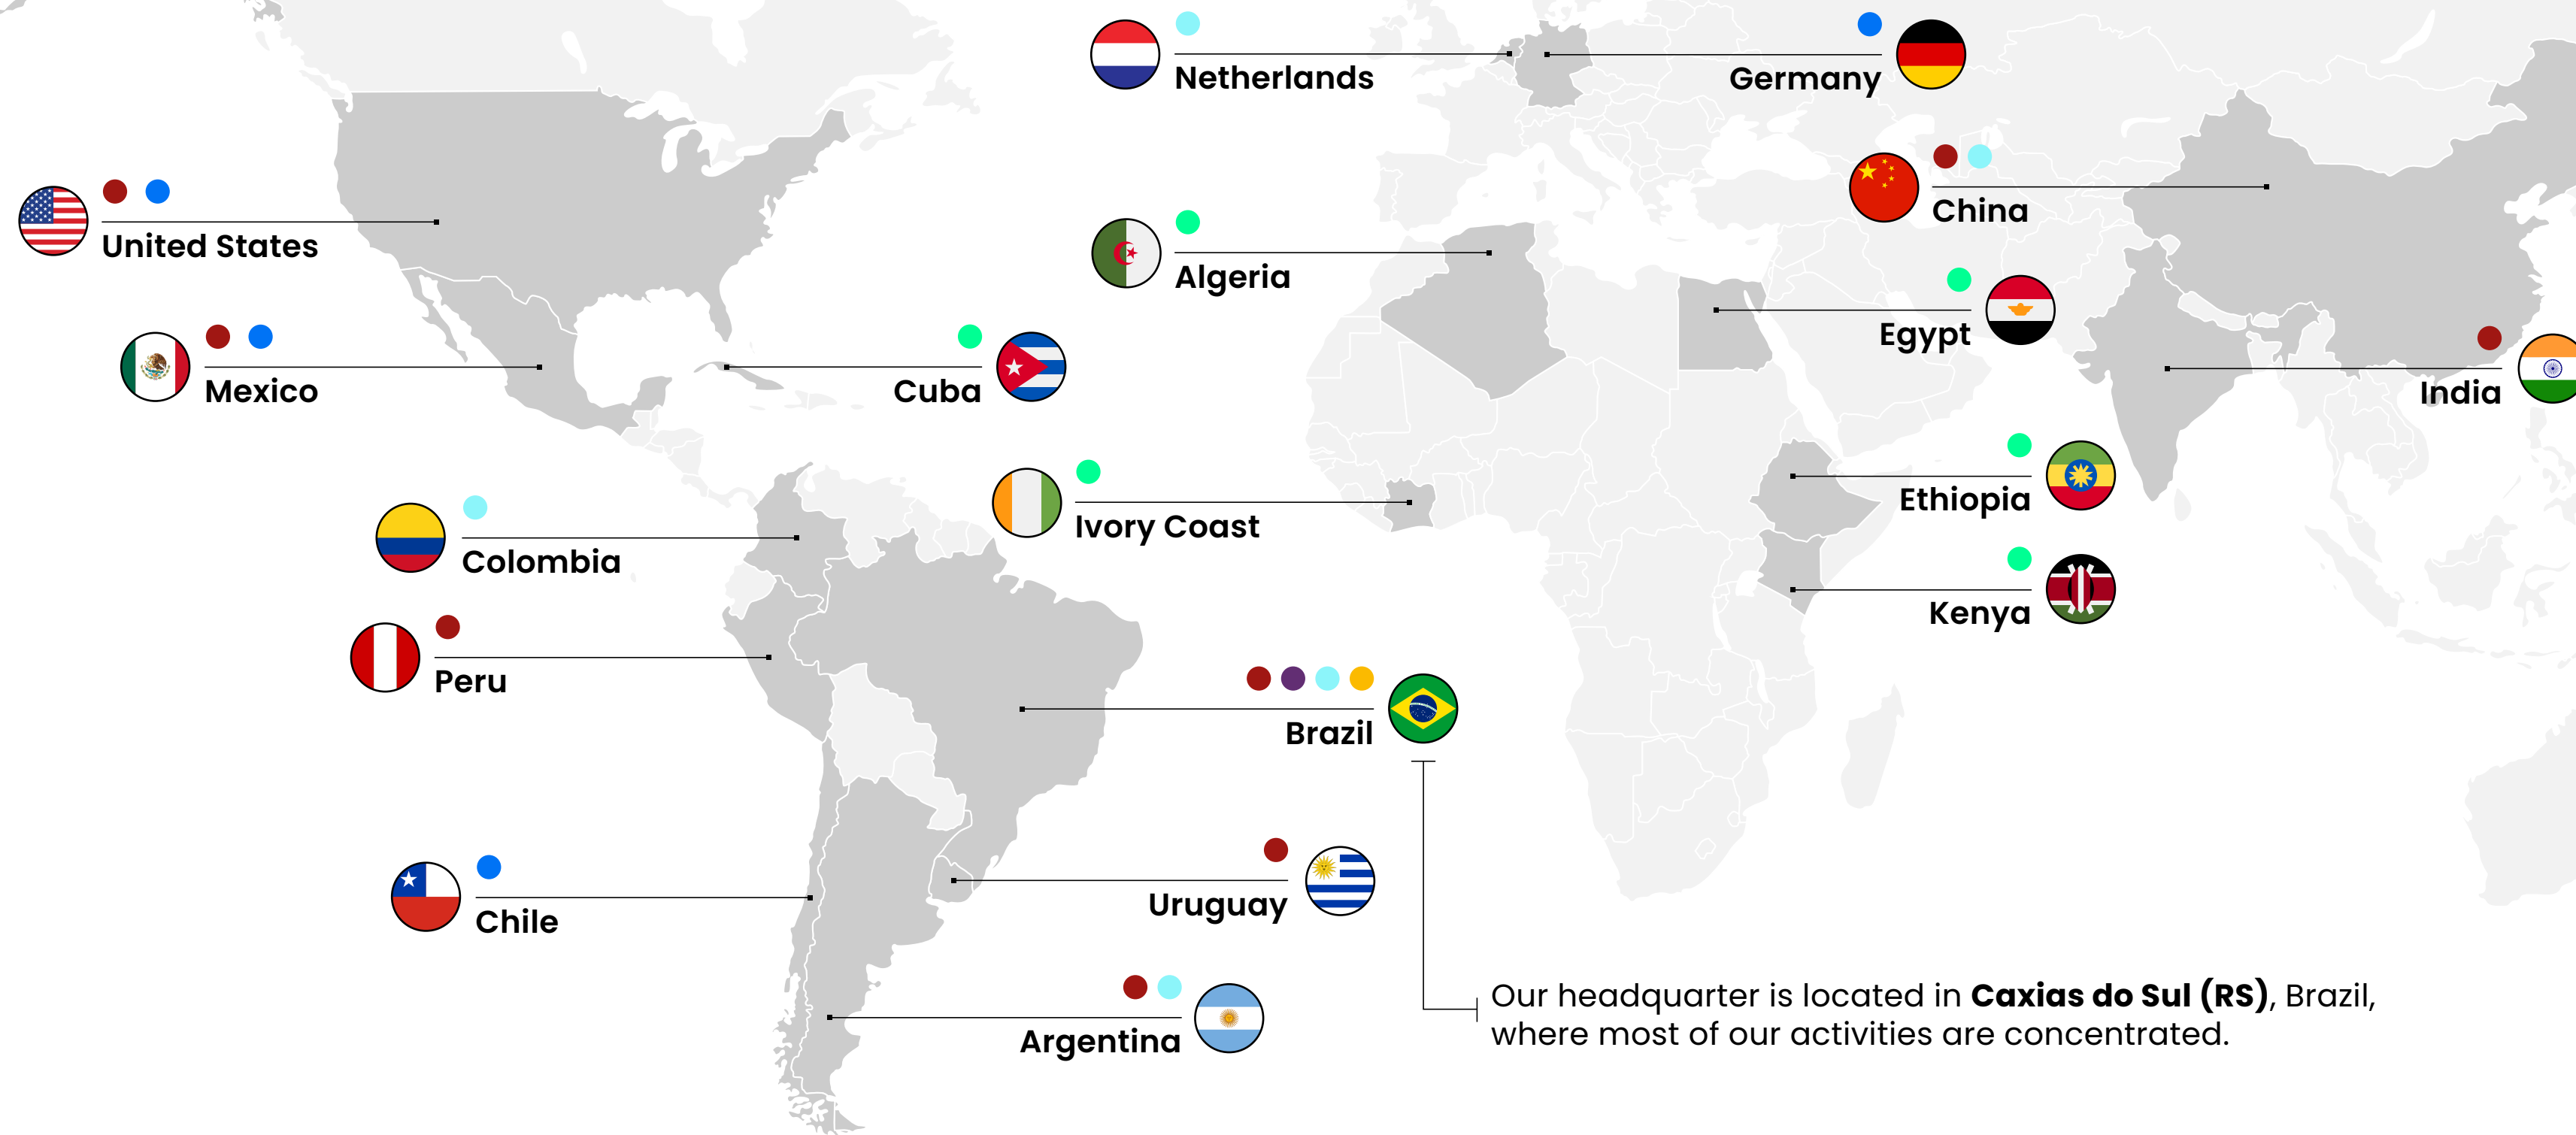 Netherlands
Germany
China
United States
Algeria
Egypt
Mexico
Cuba
India
Ivory Coast
Ethiopia
Colombia
Kenya
Peru
Brazil
Uruguay
Chile
Argentina
Our headquarter is located in Caxias do Sul (RS), Brazil,
where most of our activities are concentrated.